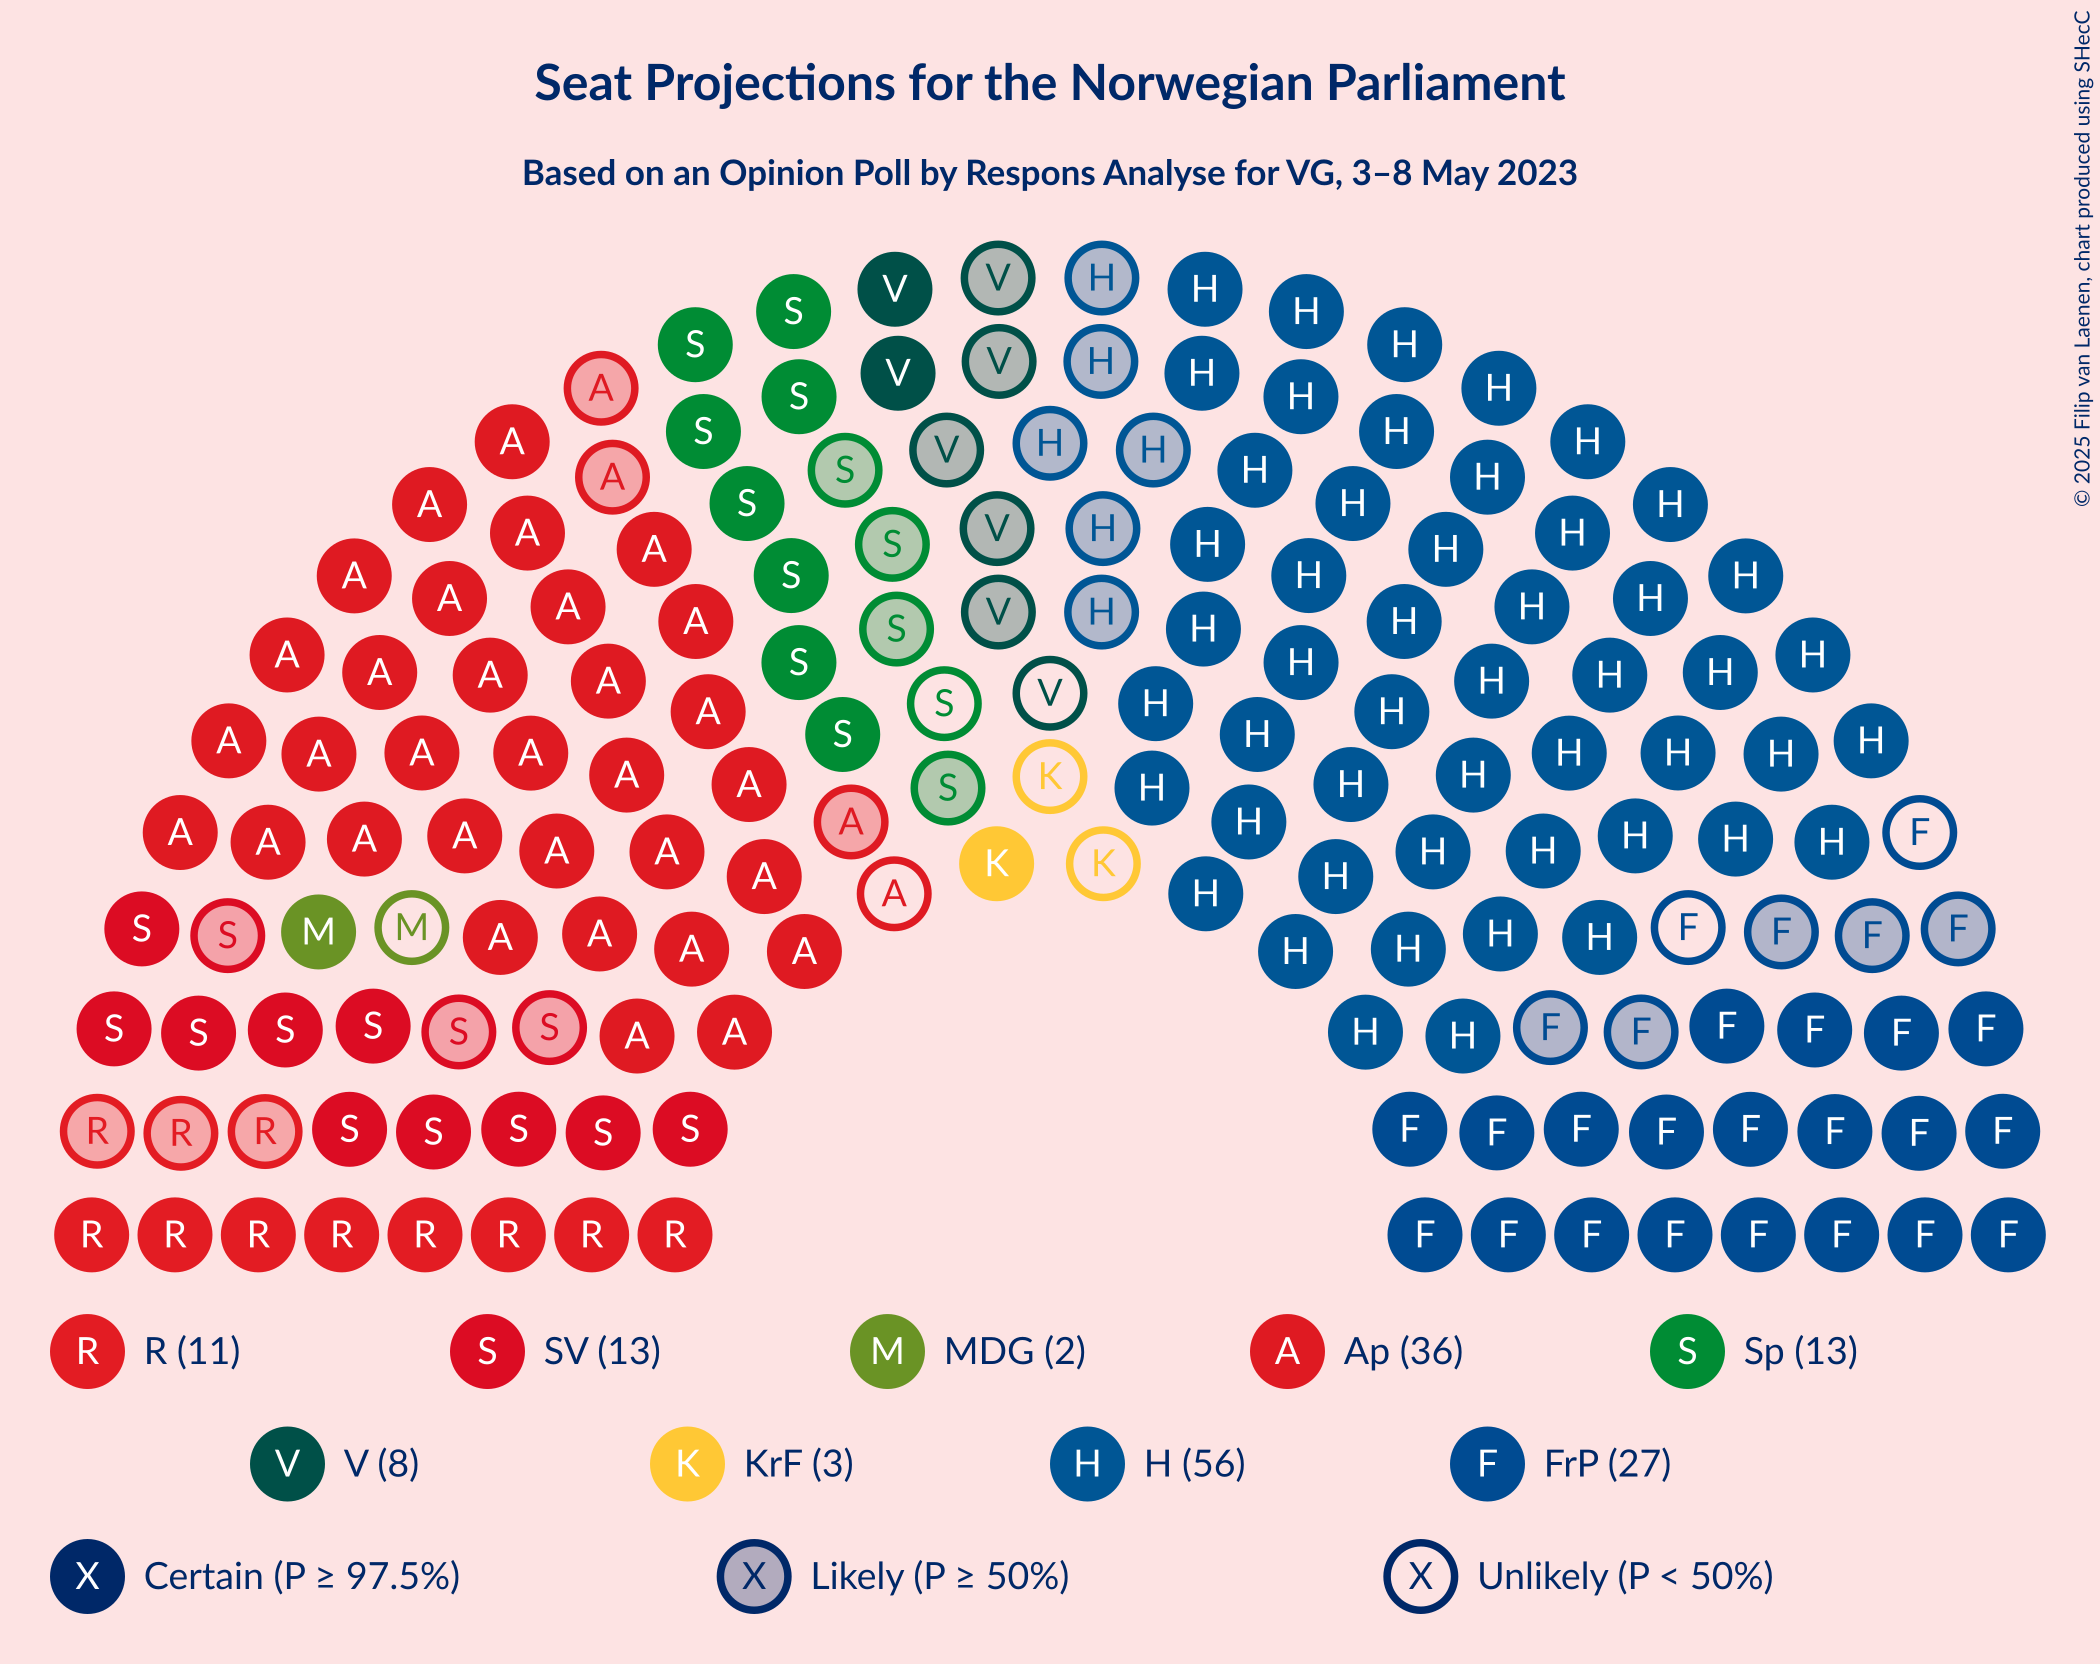 Seat Projections for the Norwegian Parliament
Based on an Opinion Poll by Respons Analyse for VG, 3–8 May 2023
© 2025 Filip van Laenen, chart produced using SHecC
V V H H
S S H H
V V H H
A S H H
S S H H
A S V H H H H
A A S S H H H
A A S V H H H H
A A A S S H H H H
A A A S V H H H H H
A A A A S S V H H H H H H
A A A A A S K H H H H H H
A A A A A A A A S H H H H H H H F
A A K K H H
S S M M A A A A A H H H H H F F F F
S S S S S S A A H H F F F F F F
R R R S S S S S F F F F F F F F
R R R R R R R R F F F F F F F F
R R (11) S SV (13) M MDG (2) A Ap (36) S Sp (13)
V V (8) K KrF (3) H H (56) F FrP (27)
X Certain (P ≥ 97.5%) X Likely (P ≥ 50%) X Unlikely (P < 50%)